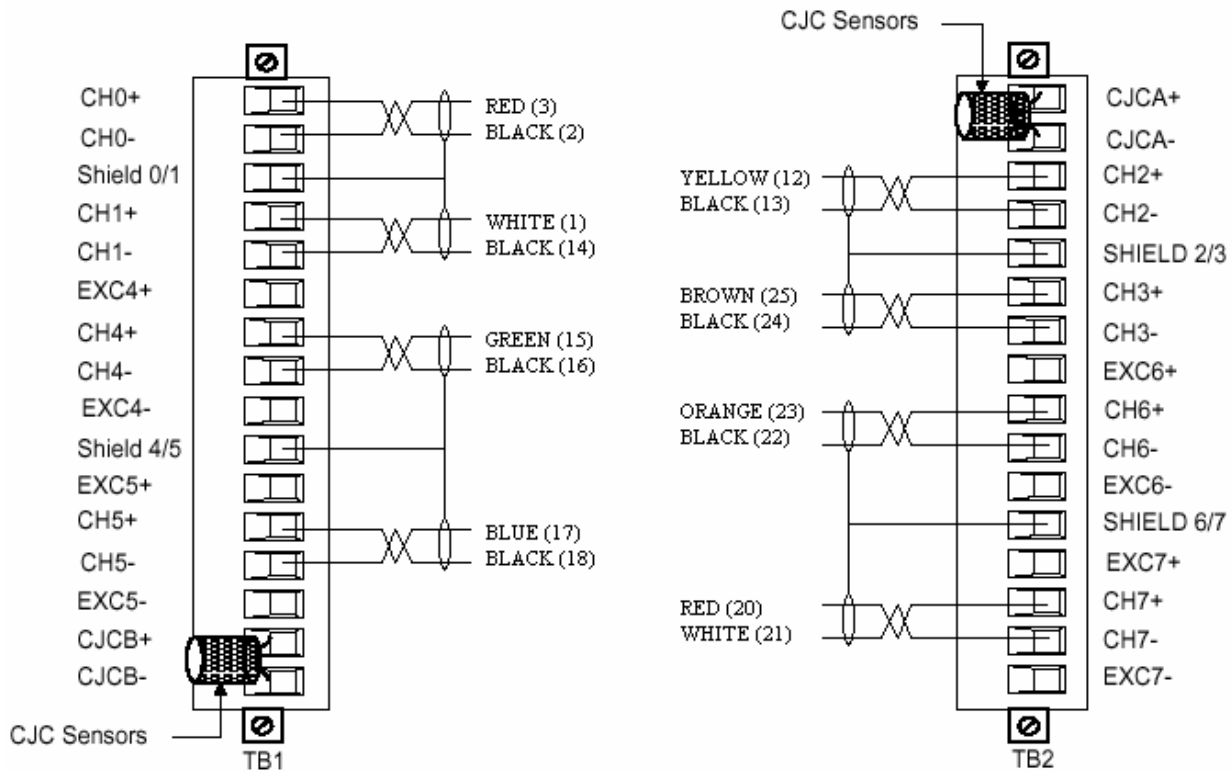 CJC Sensors
CH0+
CH0-
Shield 0/1
CH1+
CH1-
EXC4+
CH4+
CH4-
EXC4-
Shield 4/5
EXC5+
CH5+
CH5-
EXC5-
CJCB+
CJCB-
CJC Sensors
TB1
RED (3)
BLACK (2)
WHITE (1)
BLACK (14)
GREEN (15)
BLACK (16)
BLUE (17)
BLACK (18)
YELLOW (12)
BLACK (13)
BROWN (25)
BLACK (24)
ORANGE (23)
BLACK (22)
RED (20)
WHITE (21)
CJCA+
CJCA-
CH2+
CH2-
SHIELD 2/3
CH3+
CH3-
EXC6+
CH6+
CH6-
EXC6-
SHIELD 6/7
EXC7+
CH7+
CH7-
EXC7-
TB2